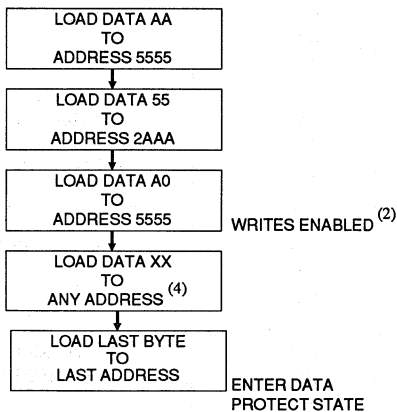 LOAD DATA AA
TO
ADDRESS 5555
LOAD DATA 55
TO
ADDRESS 2AAA
LOAD DATA A0
TO
ADDRESS 5555
WRITES ENABLED (2)
LOAD DATA XX
TO
ANY ADDRESS (4)
LOAD LAST BYTE
TO
LAST ADDRESS
ENTER DATA
PROTECT STATE